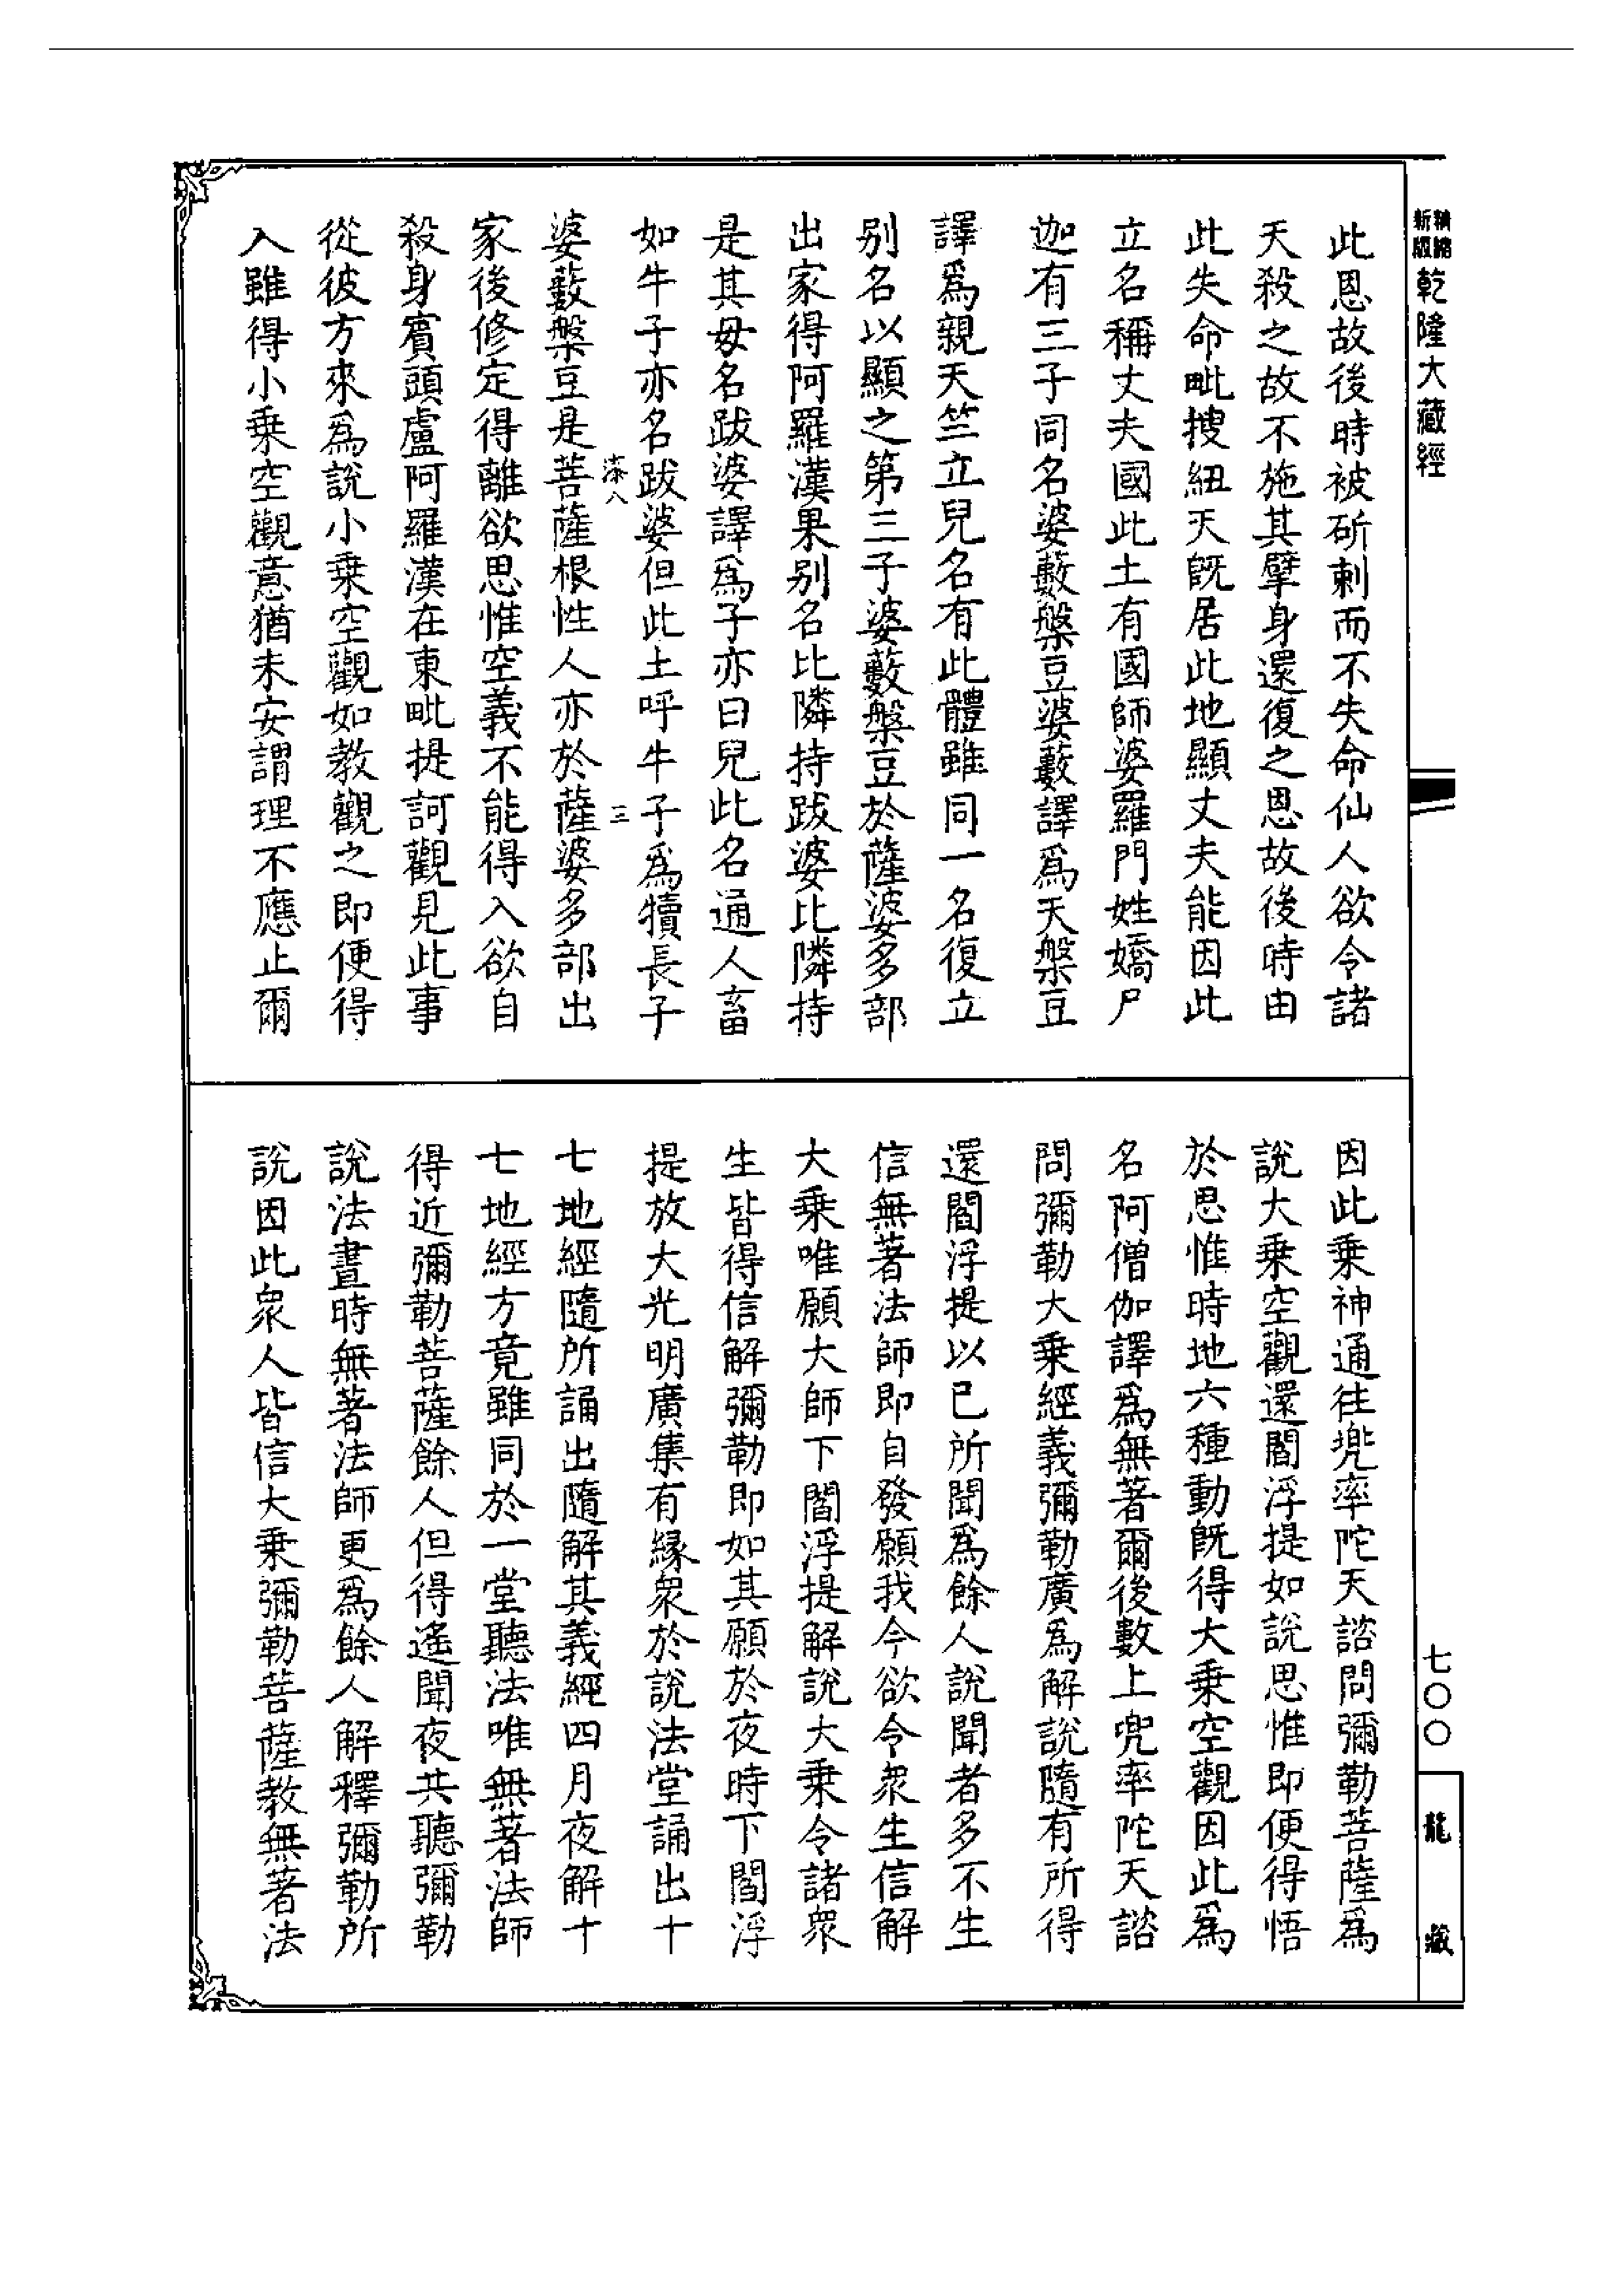 精縮新版乾隆大藏經
此恩故後時被斫刺而不失命仙人欲令諸
天殺之故不施其擘身還復之恩故後時由
此失命毗搜紐天旣居此地顯丈夫能因此
立名稱丈夫國此土有國師婆羅門姓嬌尸
迦有三子同名婆藪槃豆婆藪譯爲天槃豆
譯爲親天竺立兒名有此體雖同一名復立
別名以顯之第三子婆藪槃豆於薩婆多部
出家得阿羅漢果別名比隣持跋婆比隣持
是其毋名跋婆譯爲子亦曰兒此名通人畜
如牛子亦名跋婆但此土呼牛子爲犢長子
漆八 三
婆藪槃豆是菩薩根性人亦於薩婆多部出
家後修定得離欲思惟空義不能得入欲自
殺身賓頭盧阿羅漢在東毗提訶觀見此事
從彼方來爲說小乗空觀如教觀之即便得
入雖得小乗空觀意猶未安謂理不應止爾
因此乗神通往兠率陀天諮問彌勒菩薩爲
說大乗空觀還閻浮提如說思惟即便得悟
於思惟時地六種動旣得大乗空觀因此爲
名阿僧伽譯爲無著爾後數上兜率陀天諮
問彌勒大乗經義彌勒廣爲解說隨有所得
還閻浮提以已所聞爲餘人說聞者多不生
信無著法師即自發願我今欲令衆生信解
大乗唯願大師下閻浮提解說大乗令諸衆
生皆得信解彌勒即如其願於夜時下閻浮
提放大光明廣集有縁衆於說法堂誦出十
七地經隨所誦出隨解其義經四月夜解十
七地經方竟雖同於一堂聽法唯無著法師
得近彌勒菩薩餘人但得遙聞夜共聽彌勒
說法晝時無著法師更爲餘人解釋彌勒所
說因此衆人皆信大乗彌勒菩薩教無著法
七〇〇
龍藏